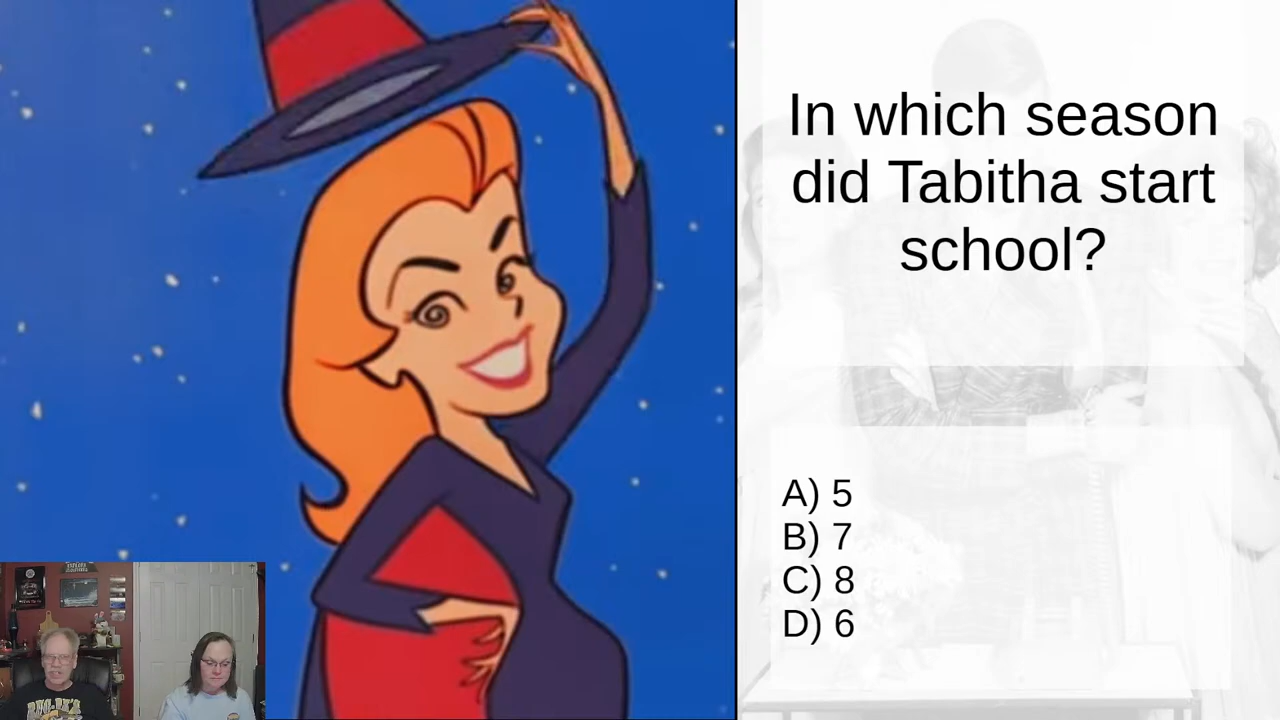 In which season
did Tabitha start
school?
A) 5
B) 7
C) 8
D) 6